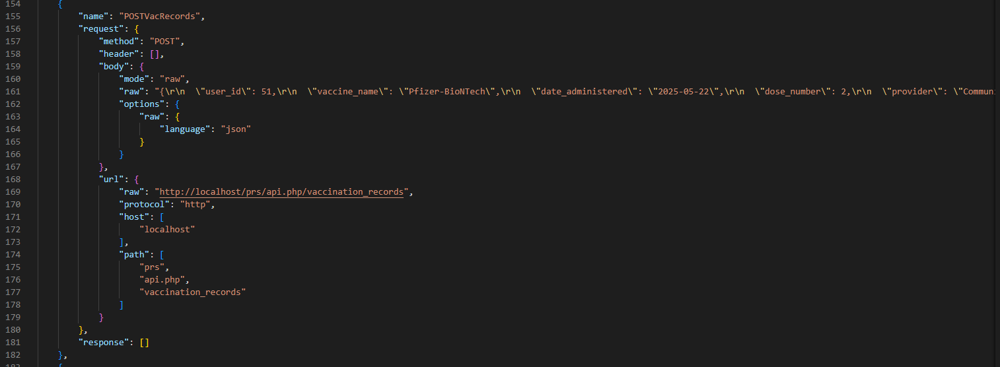 154 {
155 "name": "POSTVacRecords",
156 "request": {
157 "method": "POST",
158 "header": [],
159 "body": {
160 "mode": "raw",
161 "raw": "{\r\n  \"user_id\": 51,\r\n  \"vaccine_name\": \"Pfizer-BioNTech\",\r\n  \"date_administered\": \"2025-05-22\",\r\n  \"dose_number\": 2,\r\n  \"provider\": \"Communi
162 "options": {
163 "raw": {
164 "language": "json"
165 }
166 }
167 },
168 "url": {
169 "raw": "http://localhost/prs/api.php/vaccination_records",
170 "protocol": "http",
171 "host": [
172 "localhost"
173 ],
174 "path": [
175 "prs",
176 "api.php",
177 "vaccination_records"
178 ]
179 }
180 },
181 "response": []
182 },
183 {